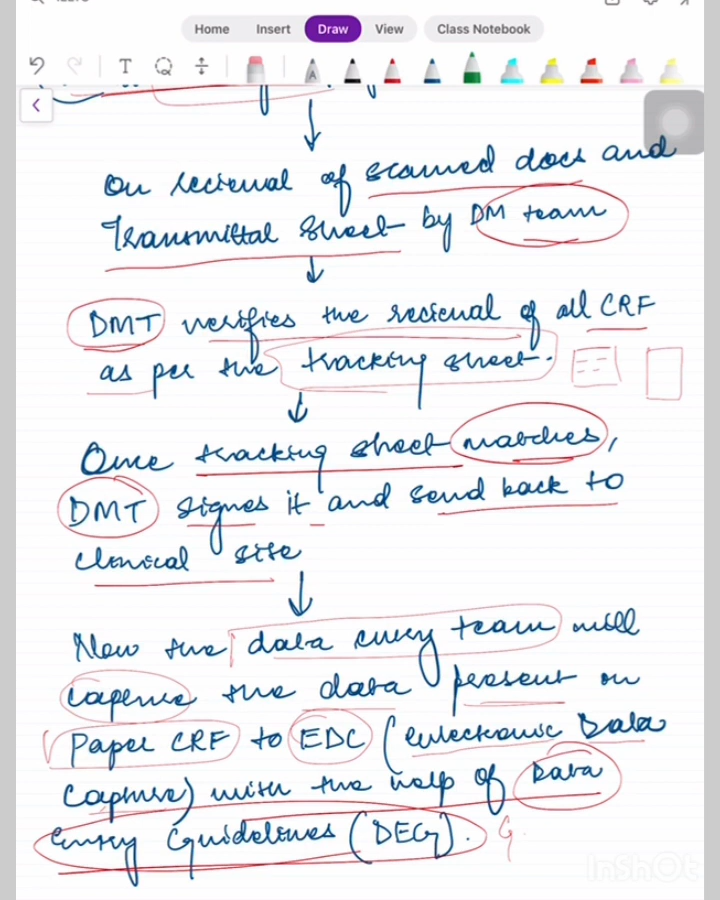 Home Insert Draw View Class Notebook
On recieval of scanned docs and
Transmittal sheet by DM team
DMT verifies the recieval of all CRF
as per the tracking sheet.
Once tracking sheet matches,
DMT signes it and send back to
clinical site
Now the data entry team will
capture the data present on
Paper CRF to EDC (electronic Data
Capture) with the help of Data
entry Guidelines (DEG). G
InShOt